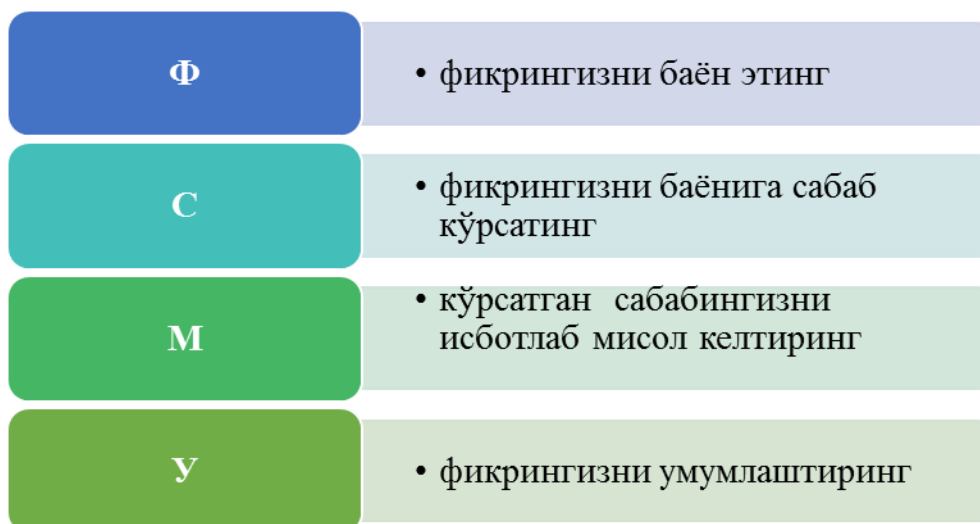 Ф
• фикрингизни баён этинг
С
• фикрингизни баёнига сабаб
кўрсатинг
М
• кўрсатган сабабингизни
исботлаб мисол келтиринг
У
• фикрингизни умумлаштиринг